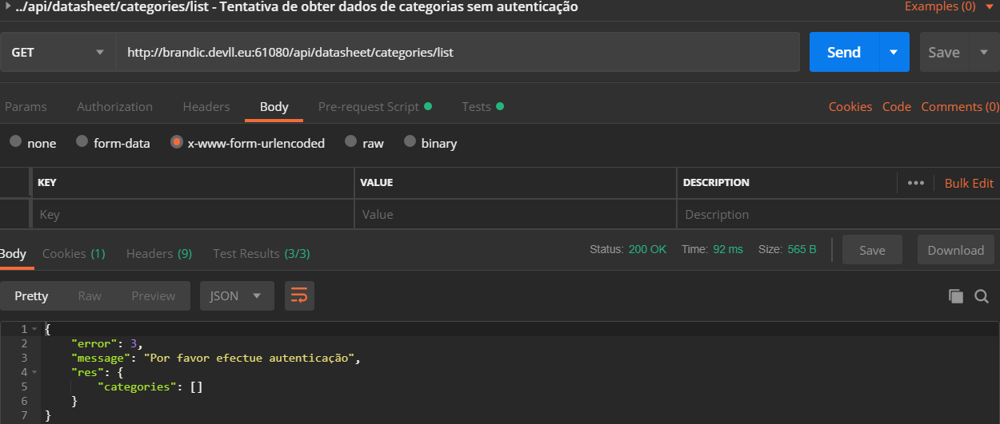 ../api/datasheet/categories/list - Tentativa de obter dados de categorias sem autenticação Examples (0)
GET http://brandic.devll.eu:61080/api/datasheet/categories/list Send Save
Params Authorization Headers Body Pre-request Script Tests Cookies Code Comments (0)
none form-data x-www-form-urlencoded raw binary
KEY VALUE DESCRIPTION ••• Bulk Edit
Key Value Description
Body Cookies (1) Headers (9) Test Results (3/3) Status: 200 OK Time: 92 ms Size: 565 B Save Download
Pretty Raw Preview JSON
1 {
2 "error": 3,
3 "message": "Por favor efectue autenticação",
4 "res": {
5 "categories": []
6 }
7 }